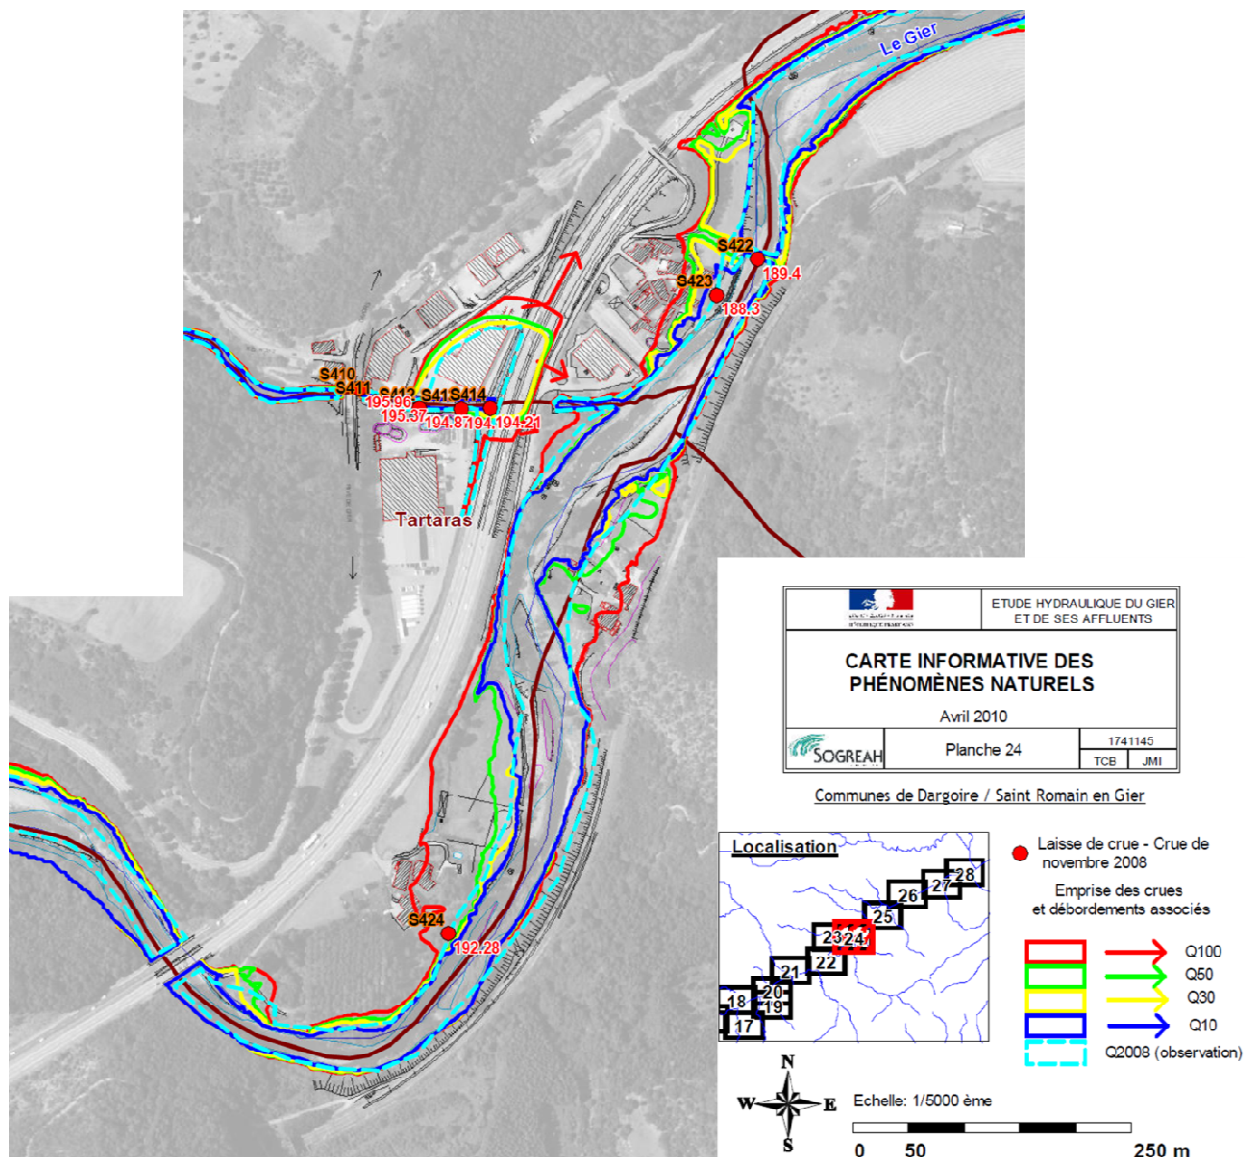 Le Gier
S422
189.4
S423
188.3
S410
S411
S412
S41
S414
195.96
195.37
194.8
194.
194.21
Tartaras
S424
192.28
ETUDE HYDRAULIQUE DU GIER
ET DE SES AFFLUENTS
CARTE INFORMATIVE DES
PHÉNOMÈNES NATURELS
Avril 2010
SOGREAH
Planche 24
1741145
TCB
JMI
Communes de Dargoire / Saint Romain en Gier
Localisation
28
27
26
25
23
24
22
21
20
19
18
17
Laisse de crue - Crue de
novembre 2008
Emprise des crues
et débordements associés
Q100
Q50
Q30
Q10
Q2008 (observation)
N
W
E
S
Echelle: 1/5000 ème
0
50
250 m